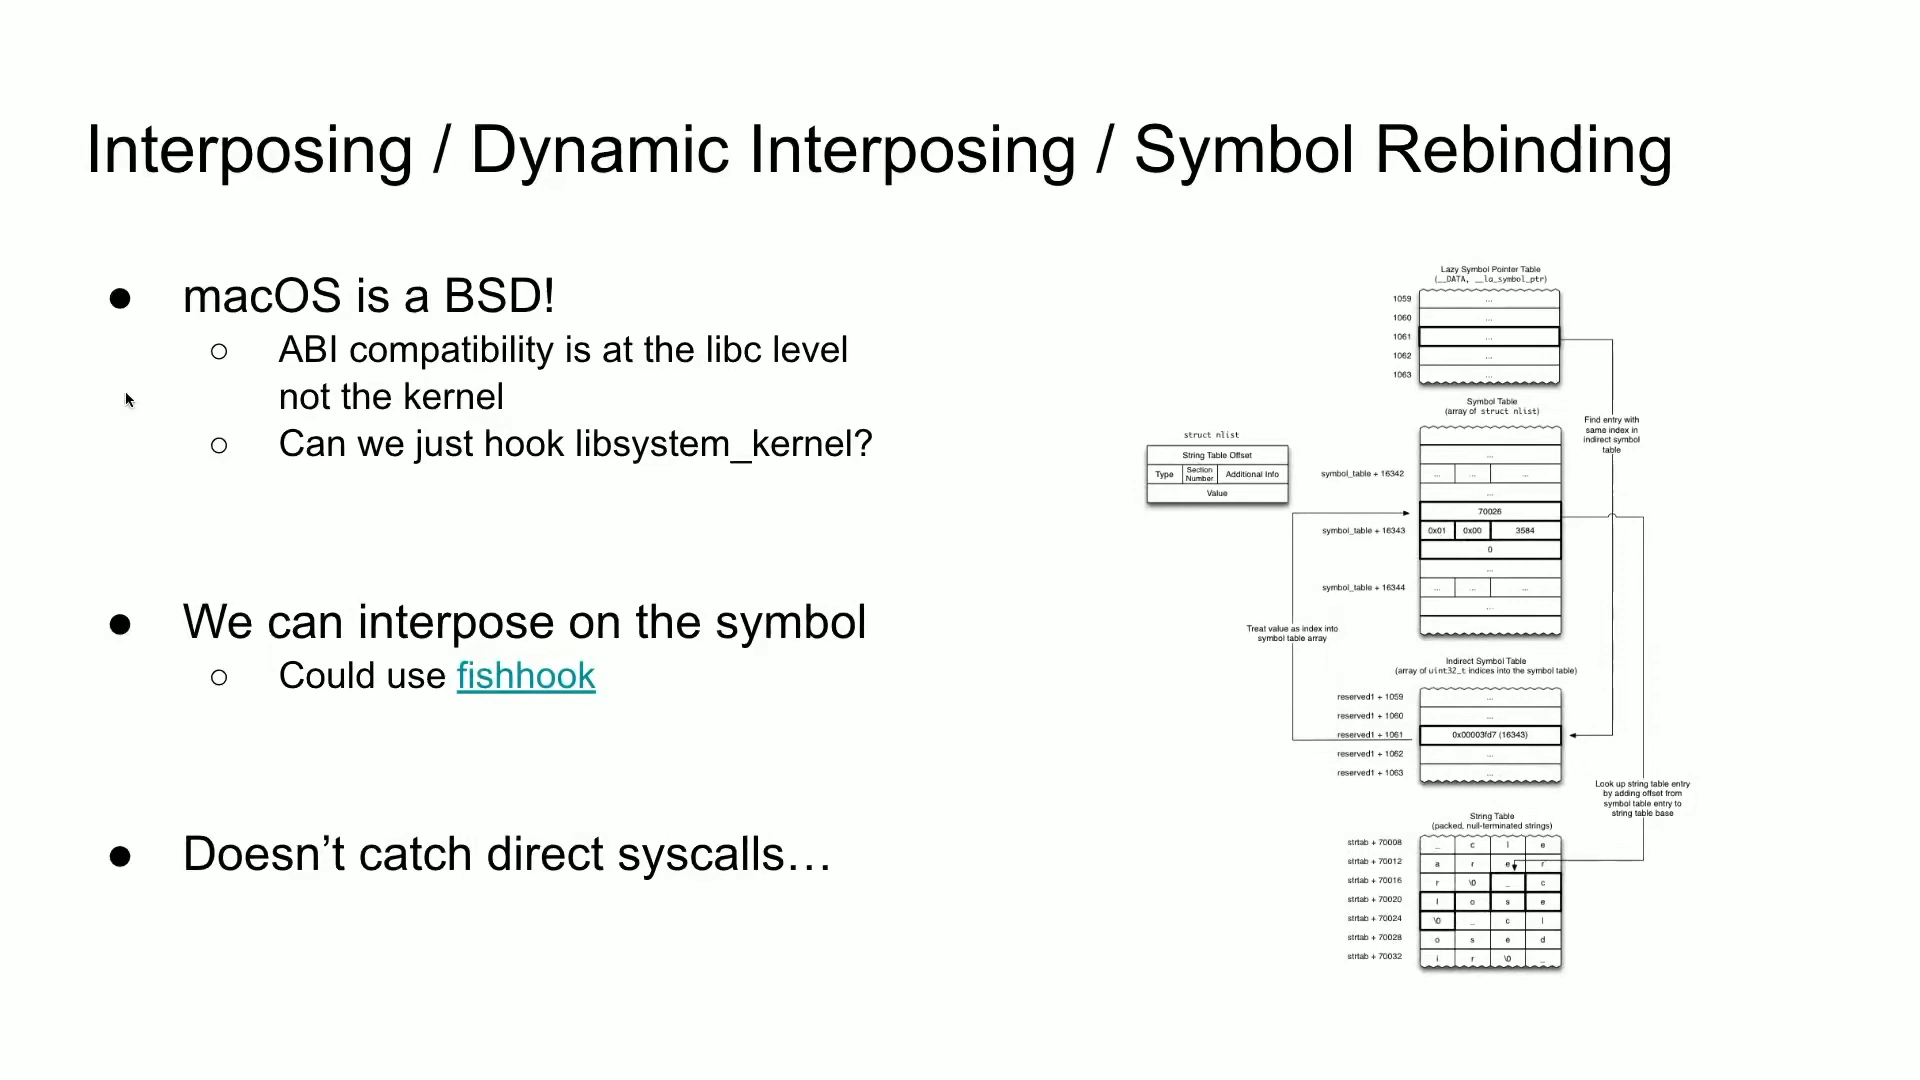 Interposing / Dynamic Interposing / Symbol Rebinding
● macOS is a BSD!
○ ABI compatibility is at the libc level
not the kernel
○ Can we just hook libsystem_kernel?
● We can interpose on the symbol
○ Could use fishhook
● Doesn’t catch direct syscalls…
Lazy Symbol Pointer Table
(__DATA, __la_symbol_ptr)
1059 ...
1060 ...
1061 ...
1062 ...
1063 ...
Find entry with
same index in
indirect symbol
table
Symbol Table
(array of struct nlist)
struct nlist
String Table Offset
Type Section Number Additional Info
Value
...
symbol_table + 16342 ... ... ...
...
70026
symbol_table + 16343 0x01 0x00 3584
0
...
symbol_table + 16344 ... ... ...
...
Treat value as index into
symbol table array
Indirect Symbol Table
(array of uint32_t indices into the symbol table)
reserved1 + 1059 ...
reserved1 + 1060 ...
reserved1 + 1061 0x00003fd7 (16343)
reserved1 + 1062 ...
reserved1 + 1063 ...
Look up string table entry
by adding offset from
symbol table entry to
string table base
String Table
(packed, null-terminated strings)
strtab + 70008 _ c l e
strtab + 70012 a r e r
strtab + 70016 r \0 _ c
strtab + 70020 l o s e
strtab + 70024 \0 _ c l
strtab + 70028 o s e d
strtab + 70032 i r \0 _